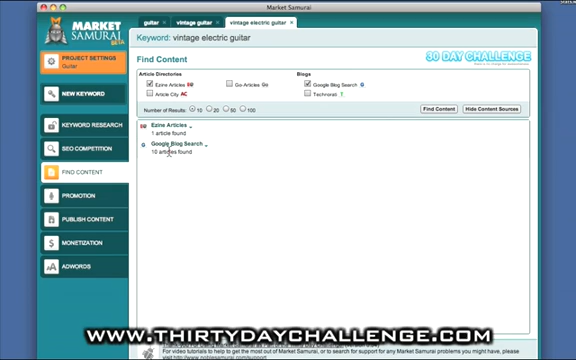 Market Samurai
MARKET
SAMURAI
BETA
guitar
vintage guitar
vintage electric guitar
Keyword: vintage electric guitar
PROJECT SETTINGS
Guitar
NEW KEYWORD
KEYWORD RESEARCH
SEO COMPETITION
FIND CONTENT
PROMOTION
PUBLISH CONTENT
MONETIZATION
ADWORDS
Find Content
30 DAY CHALLENGE
Article Directories
Blogs
Ezine Articles
Go Articles Go
Google Blog Search G
Article City AC
Technorati
Number of Results: 10 20 50 100
Find Content
Hide Content Sources
Ezine Articles
1 article found
G Google Blog Search
10 articles found
For video tutorials to help to get the most out of Market Samurai, or to search for support for any Market Samurai problems you might have, please
WWW.THIRTYDAYCHALLENGE.COM